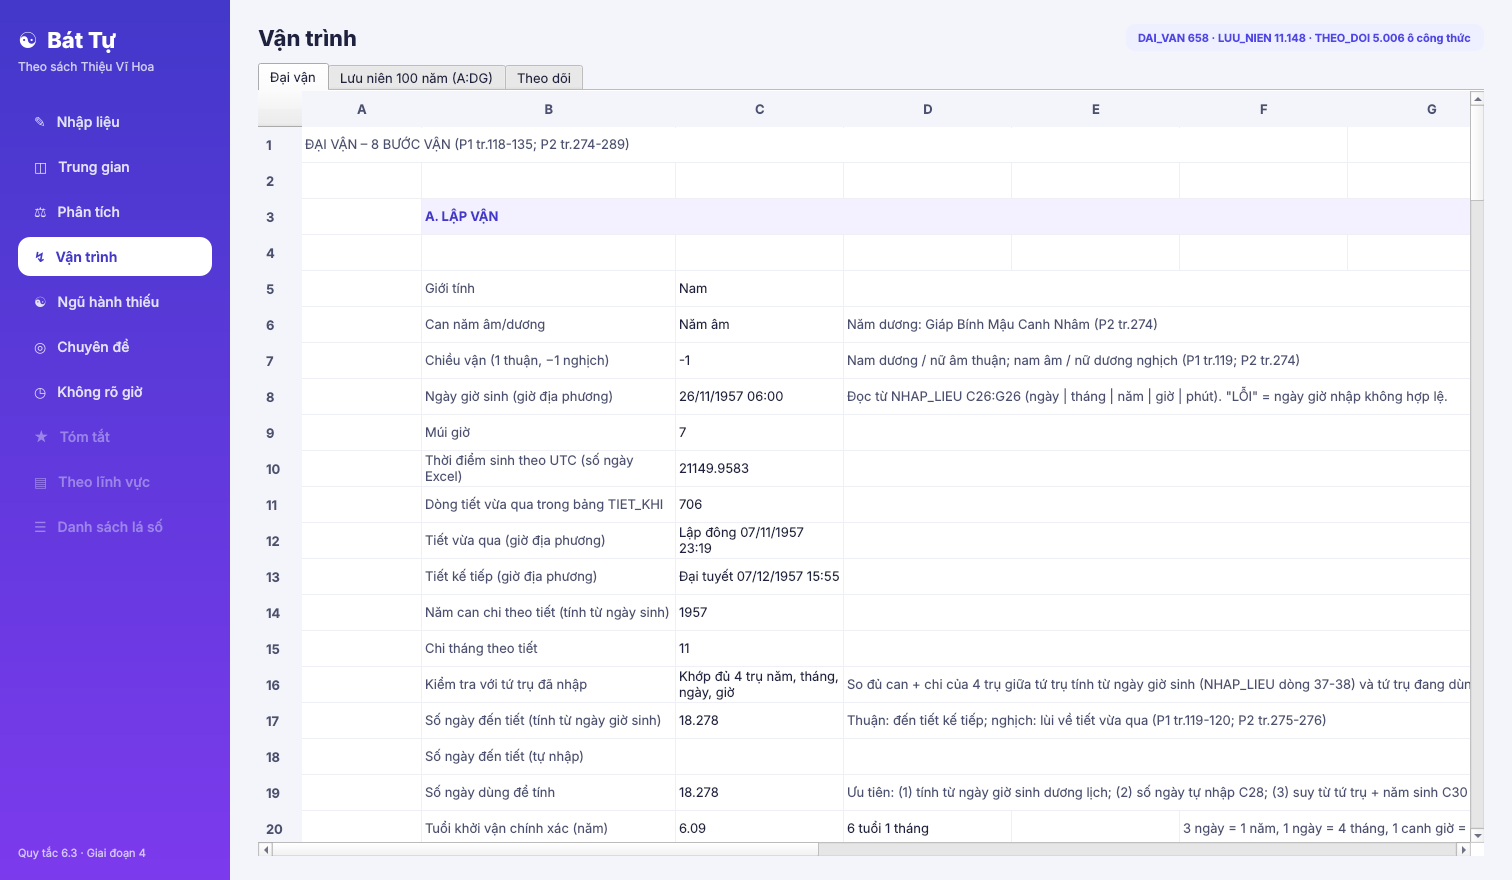 ☯ Bát Tự
Theo sách Thiệu Vĩ Hoa
✎ Nhập liệu
◫ Trung gian
⚖ Phân tích
↯ Vận trình
☯ Ngũ hành thiếu
◎ Chuyên đề
◷ Không rõ giờ
★ Tóm tắt
▤ Theo lĩnh vực
☰ Danh sách lá số
Quy tắc 6.3 · Giai đoạn 4
Vận trình
DAI_VAN 658 · LUU_NIEN 11.148 · THEO_DOI 5.006 ô công thức
Đại vận Lưu niên 100 năm (A:DG) Theo dõi
A B C D E F G
1 ĐẠI VẬN – 8 BƯỚC VẬN (P1 tr.118-135; P2 tr.274-289)
2
3 A. LẬP VẬN
4
5 Giới tính Nam
6 Can năm âm/dương Năm âm Năm dương: Giáp Bính Mậu Canh Nhâm (P2 tr.274)
7 Chiều vận (1 thuận, −1 nghịch) -1 Nam dương / nữ âm thuận; nam âm / nữ dương nghịch (P1 tr.119; P2 tr.274)
8 Ngày giờ sinh (giờ địa phương) 26/11/1957 06:00 Đọc từ NHAP_LIEU C26:G26 (ngày | tháng | năm | giờ | phút). "LỖI" = ngày giờ nhập không hợp lệ.
9 Múi giờ 7
10 Thời điểm sinh theo UTC (số ngày
Excel) 21149.9583
11 Dòng tiết vừa qua trong bảng TIET_KHI 706
12 Tiết vừa qua (giờ địa phương) Lập đông 07/11/1957
23:19
13 Tiết kế tiếp (giờ địa phương) Đại tuyết 07/12/1957 15:55
14 Năm can chi theo tiết (tính từ ngày sinh) 1957
15 Chi tháng theo tiết 11
16 Kiểm tra với tứ trụ đã nhập Khớp đủ 4 trụ năm, tháng,
ngày, giờ So đủ can + chi của 4 trụ giữa tứ trụ tính từ ngày giờ sinh (NHAP_LIEU dòng 37-38) và tứ trụ đang dùn
17 Số ngày đến tiết (tính từ ngày giờ sinh) 18.278 Thuận: đến tiết kế tiếp; nghịch: lùi về tiết vừa qua (P1 tr.119-120; P2 tr.275-276)
18 Số ngày đến tiết (tự nhập)
19 Số ngày dùng để tính 18.278 Ưu tiên: (1) tính từ ngày giờ sinh dương lịch; (2) số ngày tự nhập C28; (3) suy từ tứ trụ + năm sinh C30
20 Tuổi khởi vận chính xác (năm) 6.09 6 tuổi 1 tháng 3 ngày = 1 năm, 1 ngày = 4 tháng, 1 canh giờ =